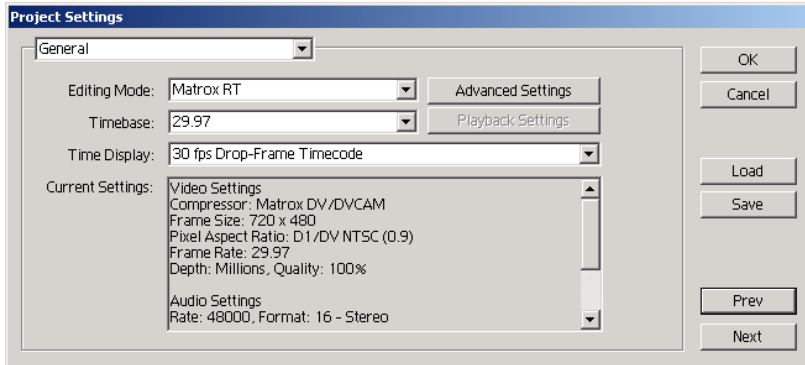 Project Settings
General
OK
Editing Mode: Matrox RT Advanced Settings Cancel
Timebase: 29.97 Playback Settings
Time Display: 30 fps Drop-Frame Timecode
Load
Current Settings: Video Settings
Compressor: Matrox DV/DVCAM Save
Frame Size: 720 x 480
Pixel Aspect Ratio: D1/DV NTSC (0.9)
Frame Rate: 29.97
Depth: Millions, Quality: 100%
Audio Settings Prev
Rate: 48000, Format: 16 - Stereo
Next